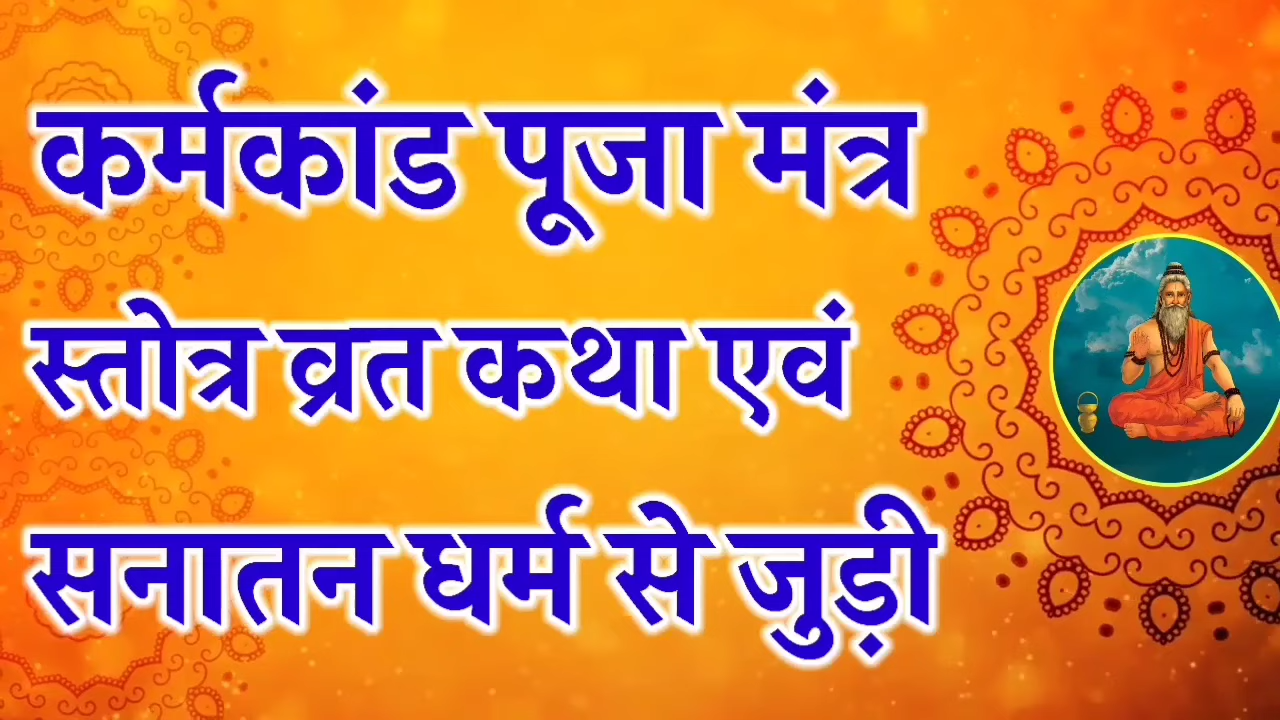 कर्मकांड पूजा मंत्र
स्तोत्र व्रत कथा एवं
सनातन धर्म से जुड़ी